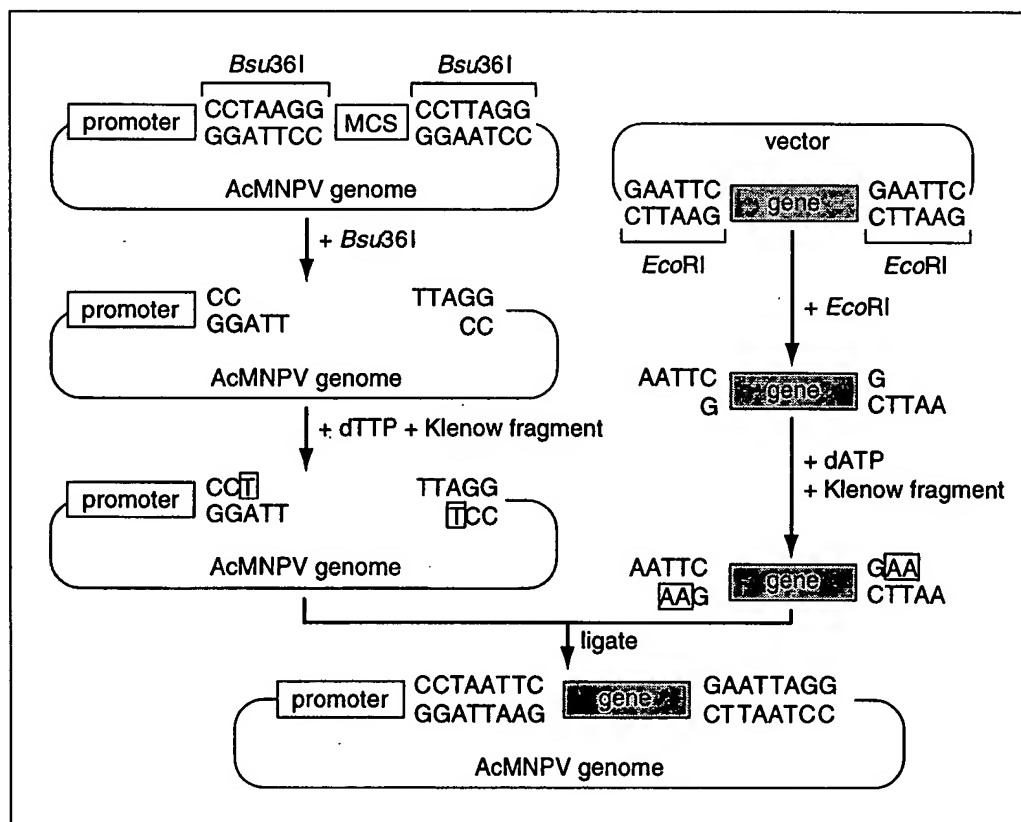 Bsu36I Bsu36I
promoter CCTAAGG MCS CCTTAGG
GGATTCC GGAATCC
AcMNPV genome
+ Bsu36I
promoter CC TTAGG
GGATT CC
AcMNPV genome
+ dTTP + Klenow fragment
promoter CCT TTAGG
GGATT TCC
AcMNPV genome
vector
GAATTC gene GAATTC
CTTAAG CTTAAG
EcoRI EcoRI
+ EcoRI
AATTC gene G
G CTTAA
+ dATP
+ Klenow fragment
AATTC gene GAA
AAG CTTAA
ligate
promoter CCTAATTC gene GAATTAGG
GGATTAAG CTTAATCC
AcMNPV genome